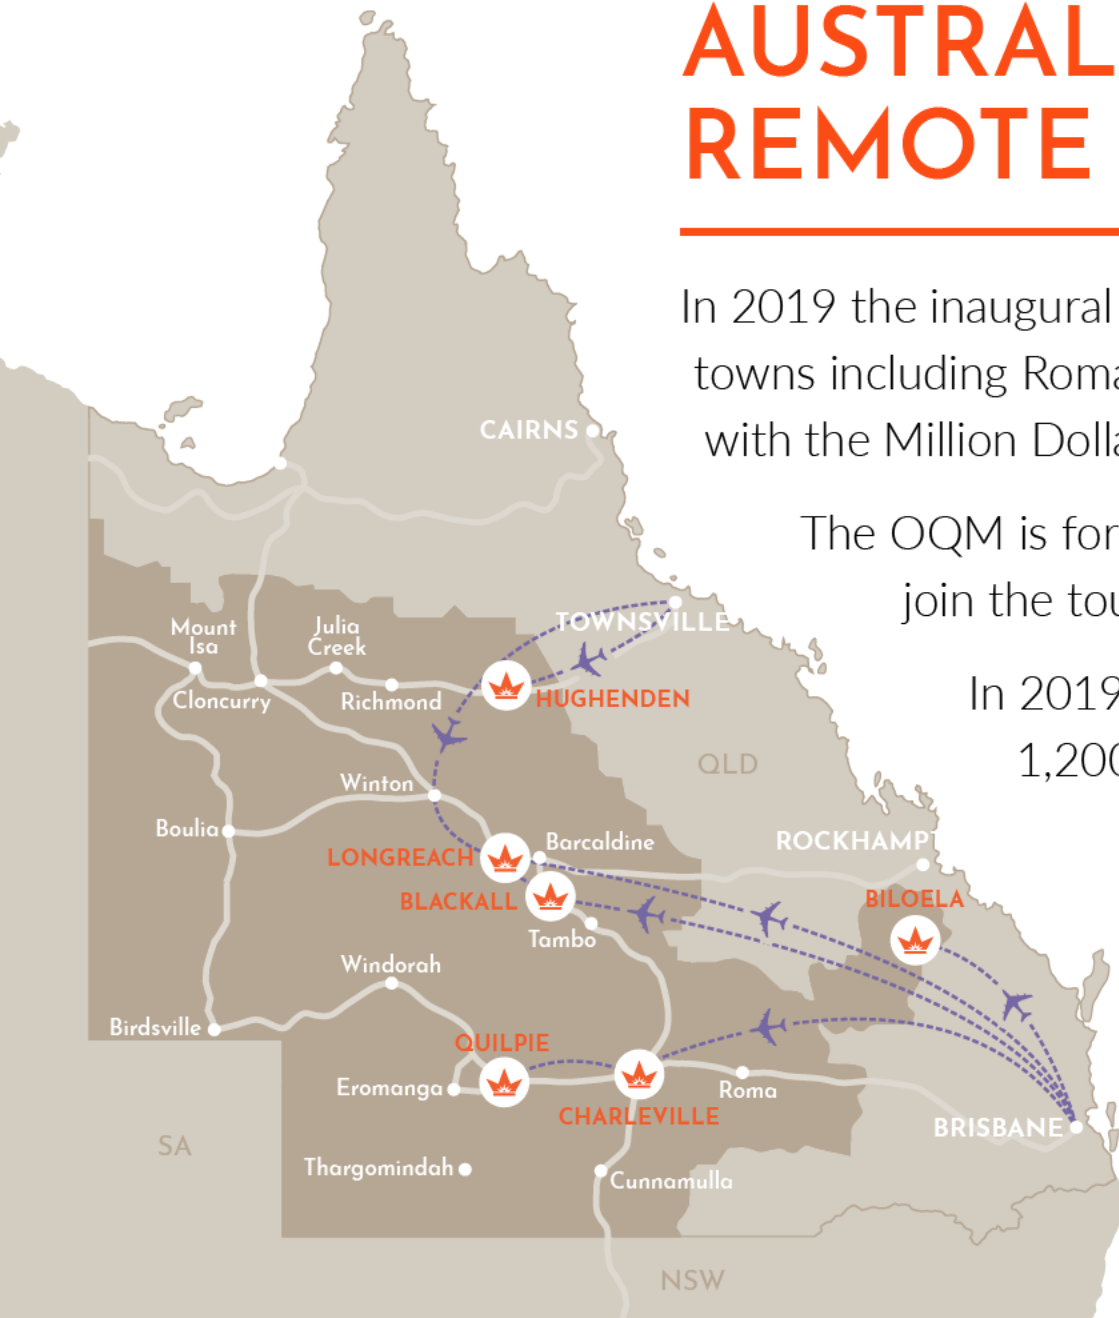 AUSTRAL
REMOTE
In 2019 the inaugural
towns including Roma
with the Million Dolla
The OQM is for
join the tou
In 2019
1,200
CAIRNS
TOWNSVILLE
Mount
Isa
Julia
Creek
Cloncurry
Richmond
HUGHENDEN
QLD
Winton
Boulia
Barcaldine
ROCKHAMPT
LONGREACH
BLACKALL
BILOELA
Tambo
Windorah
Birdsville
QUILPIE
Eromanga
Roma
CHARLEVILLE
BRISBANE
SA
Thargomindah
Cunnamulla
NSW